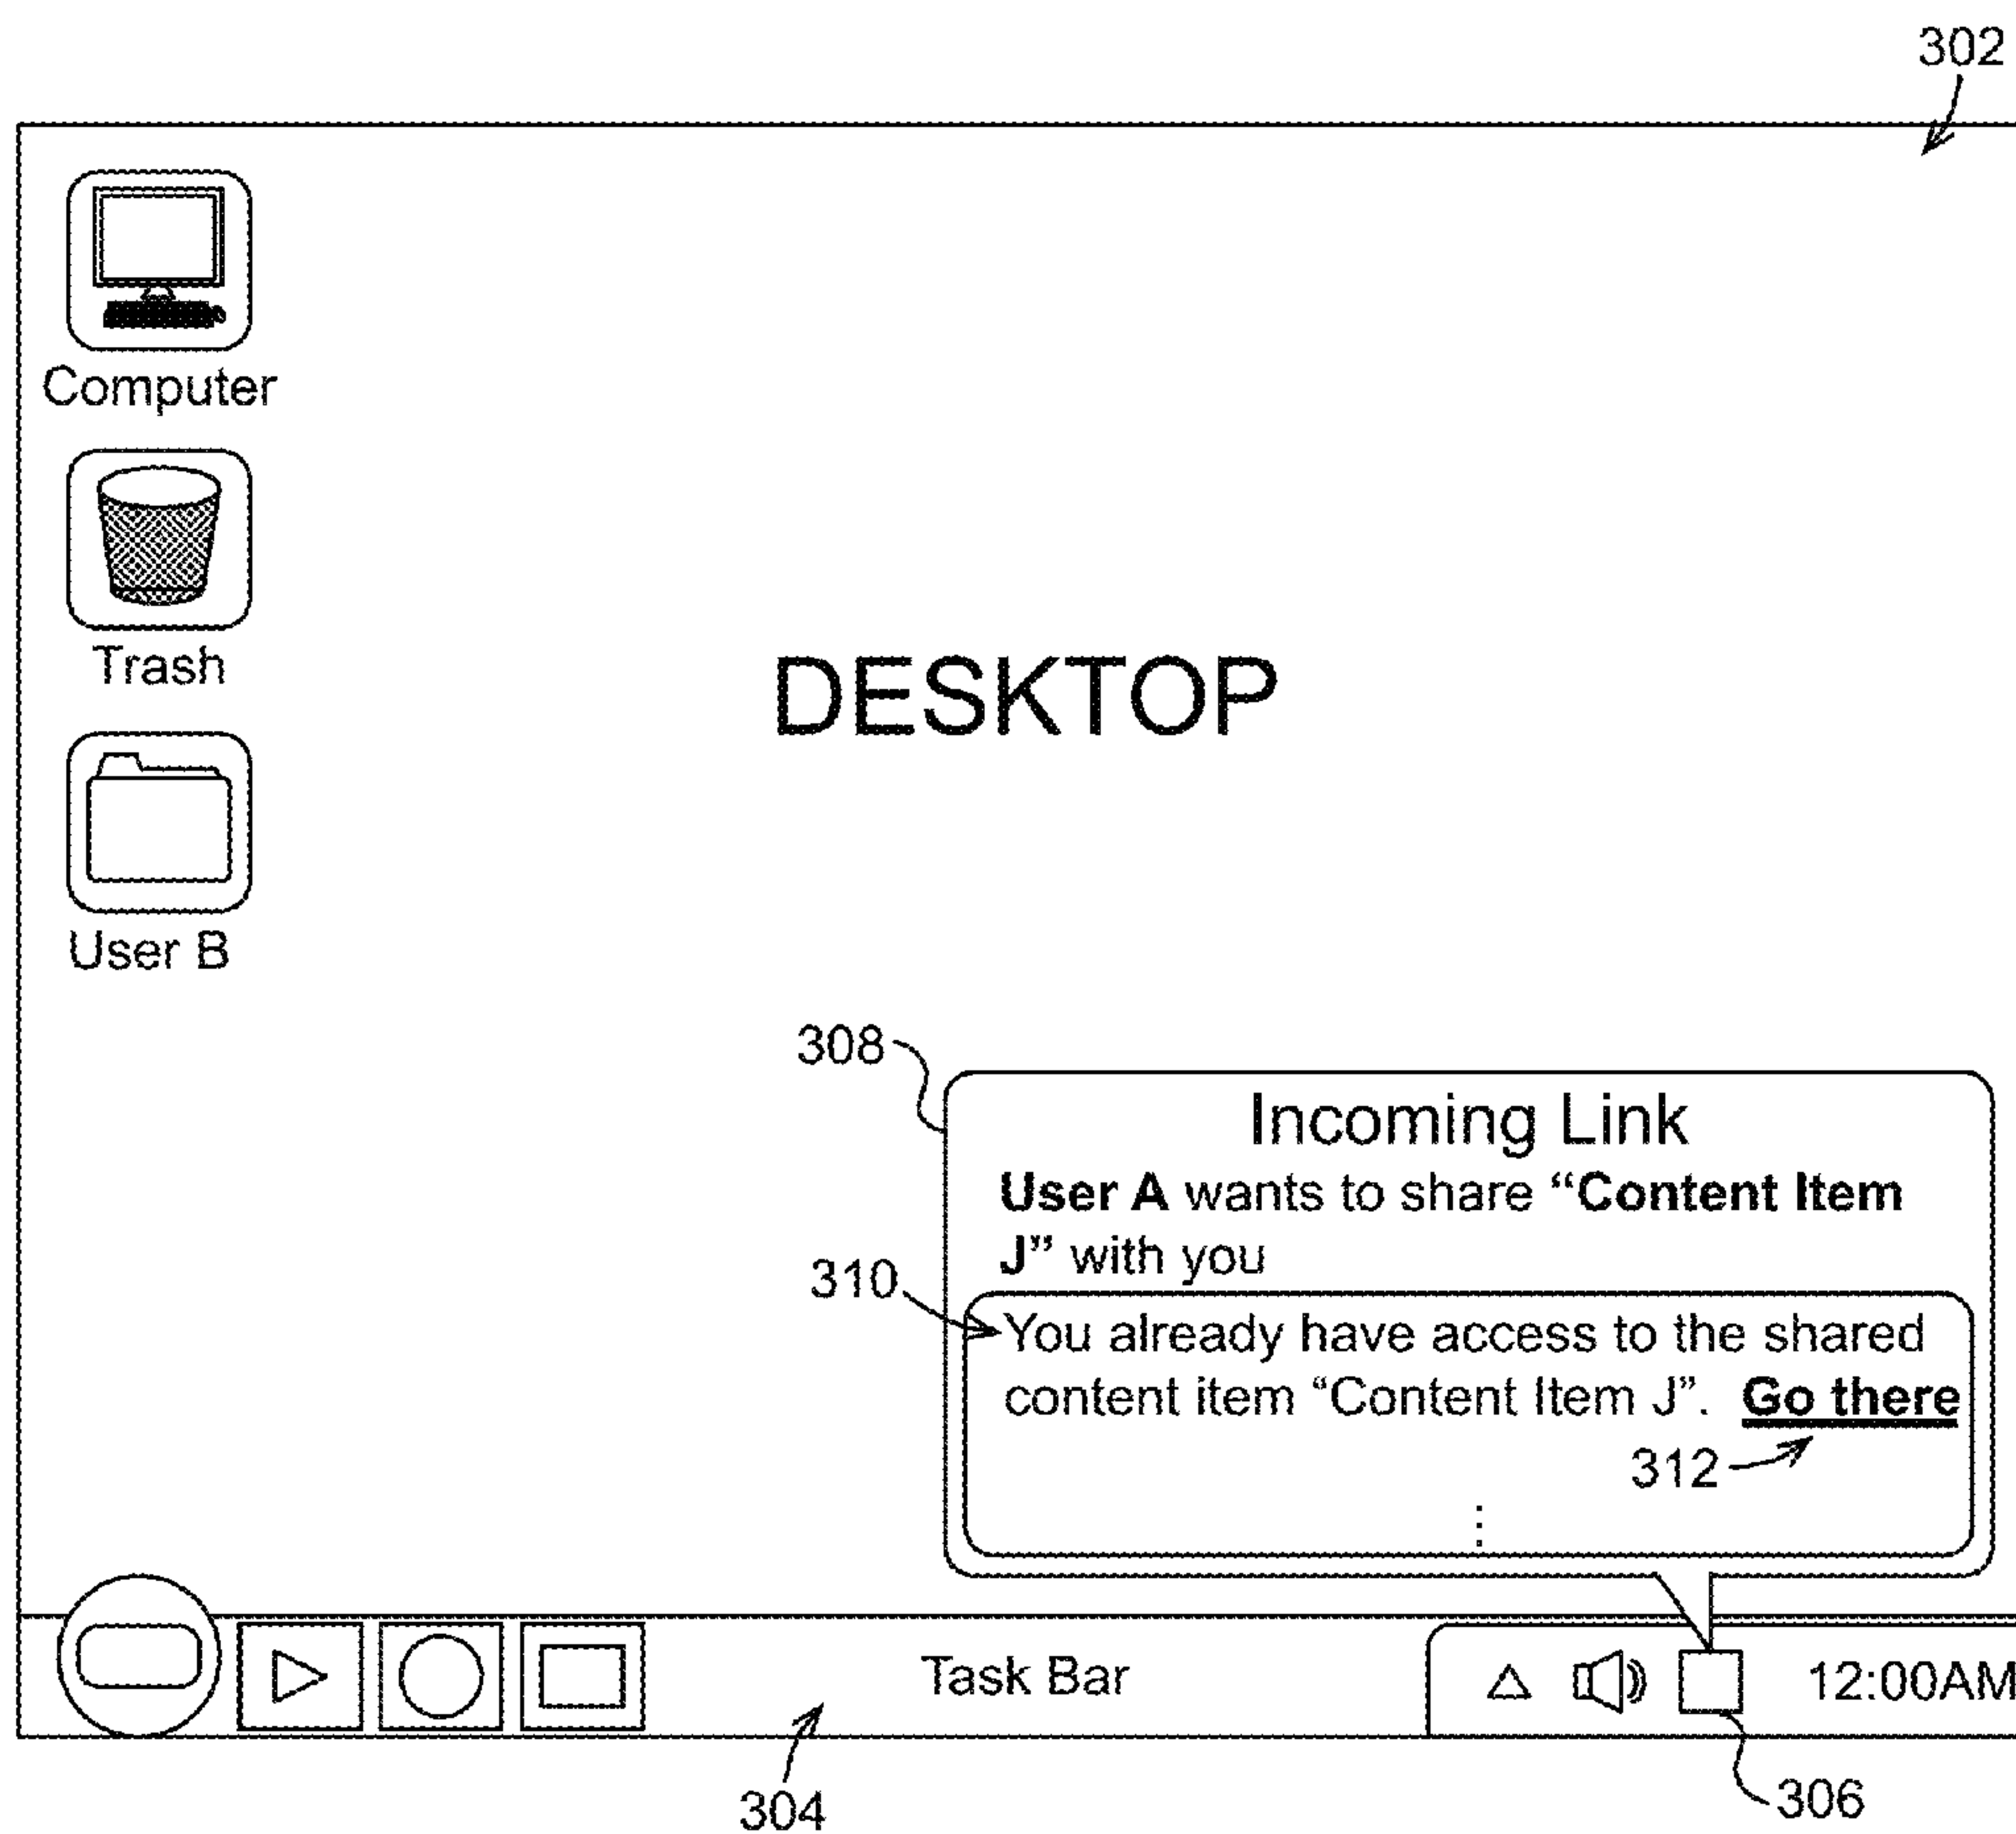 302
Computer
Trash
DESKTOP
User B
308
Incoming Link
User A wants to share “Content Item
J” with you
310
You already have access to the shared
content item “Content Item J”. Go there
312
Task Bar
12:00AM
304
306